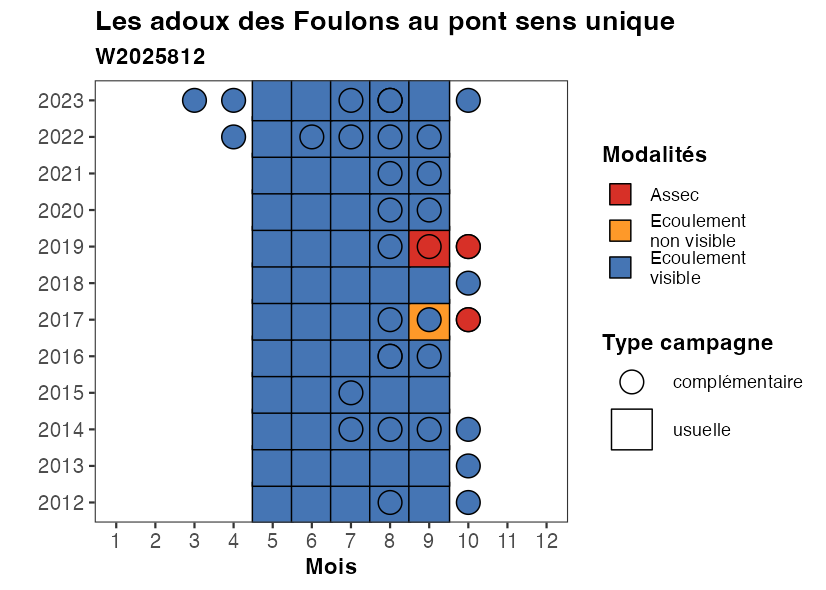 Les adoux des Foulons au pont sens unique
W2025812
2023
2022
2021
2020
2019
2018
2017
2016
2015
2014
2013
2012
1 2 3 4 5 6 7 8 9 10 11 12
Mois
Modalités
Assec
Ecoulement
non visible
Ecoulement
visible
Type campagne
complémentaire
usuelle